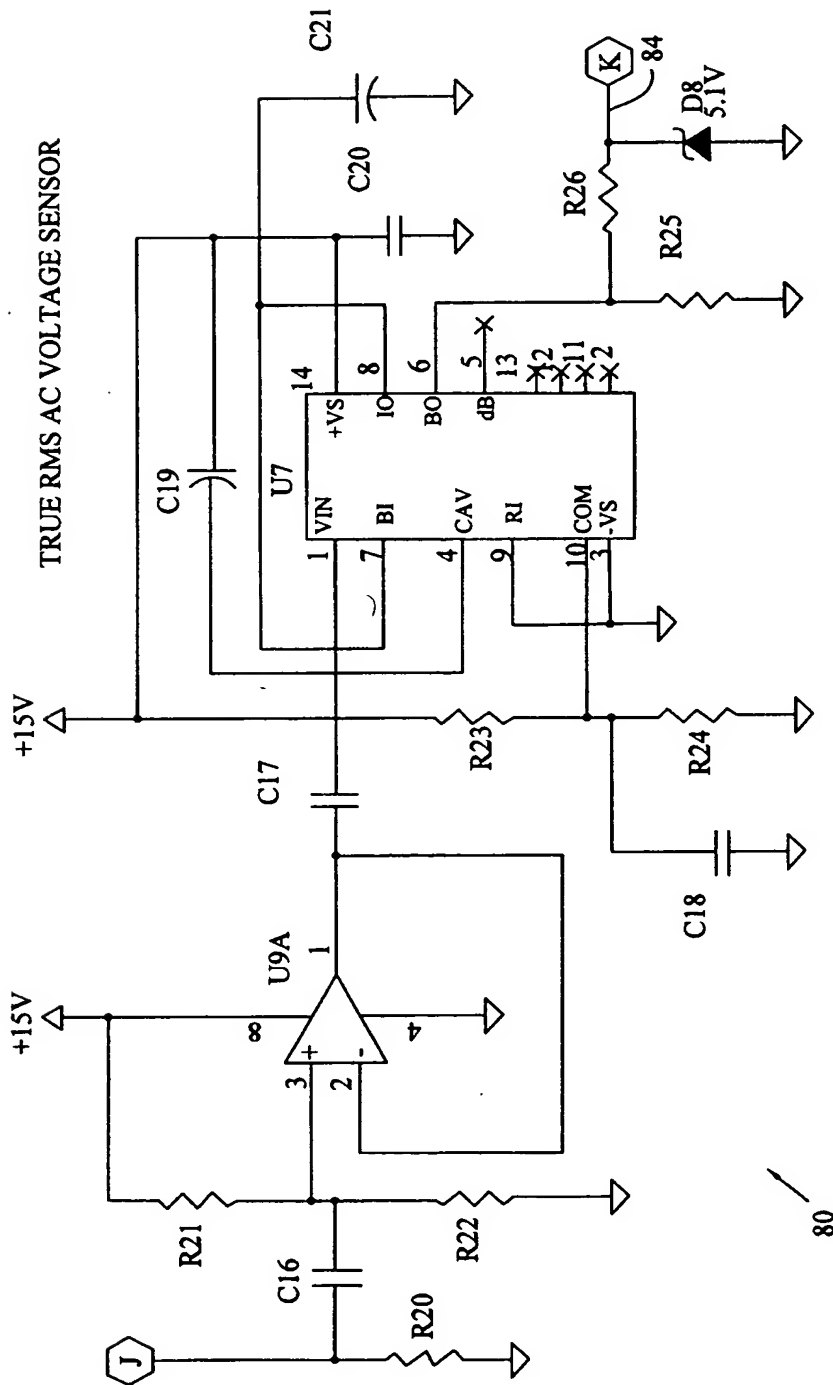 TRUE RMS AC VOLTAGE SENSOR
+15V
+15V
C19
C20
C21
J
R20
C16
R21
R22
3
2
+
-
8
4
1
U9A
C17
R23
R24
C18
U7
1
VIN
7
BI
4
CAV
9
RI
10
COM
3
-VS
14
+VS
8
IO
6
BO
5
dB
13
12
11
2
R26
R25
K
84
D8
5.1V
80